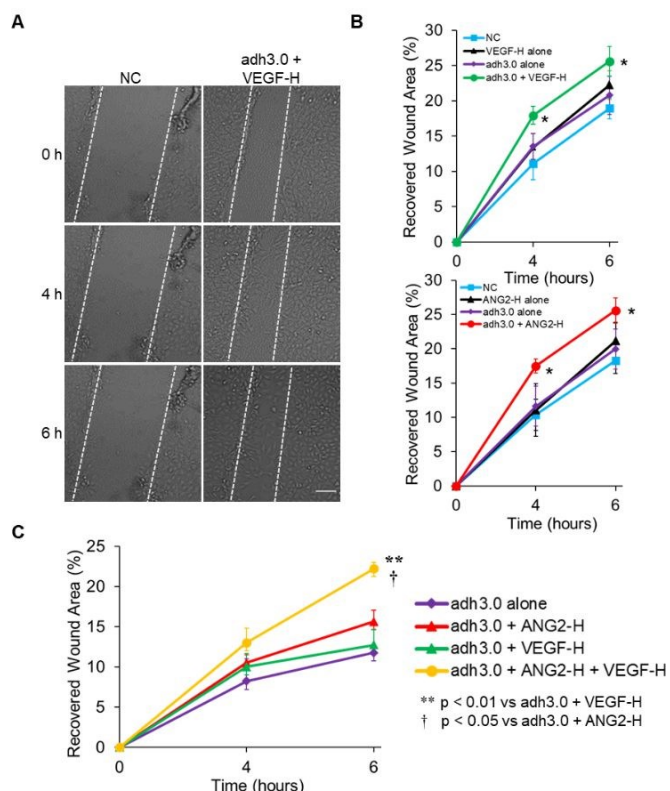 A
NC
adh3.0 +
VEGF-H
0 h
4 h
6 h
B
Recovered Wound Area (%)
30
25
20
15
10
5
0
NC
VEGF-H alone
adh3.0 alone
adh3.0 + VEGF-H
*
*
0
4
6
Time (hours)
Recovered Wound Area (%)
30
25
20
15
10
5
0
NC
ANG2-H alone
adh3.0 alone
adh3.0 + ANG2-H
*
*
0
4
6
Time (hours)
C
Recovered Wound Area (%)
25
20
15
10
5
0
**
†
0
4
6
Time (hours)
adh3.0 alone
adh3.0 + ANG2-H
adh3.0 + VEGF-H
adh3.0 + ANG2-H + VEGF-H
** p < 0.01 vs adh3.0 + VEGF-H
† p < 0.05 vs adh3.0 + ANG2-H